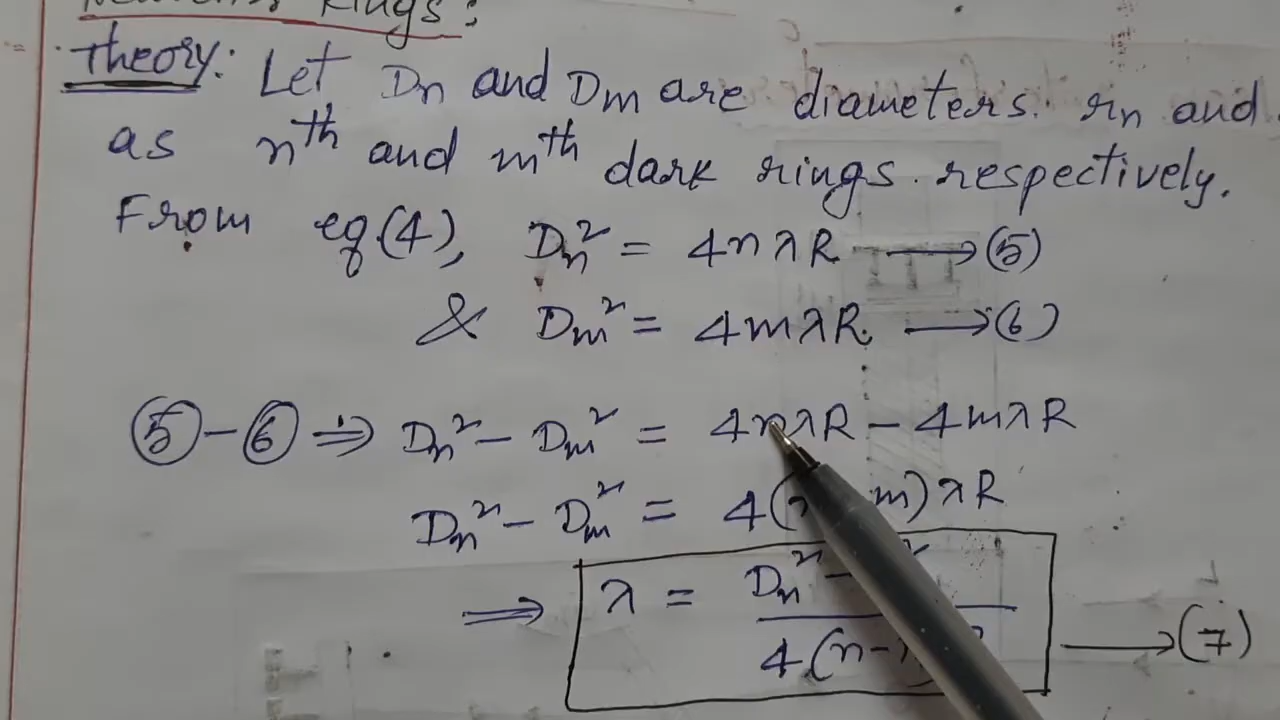 Rings:
Theory: Let Dn and Dm are diameters. rn and
as nth and mth dark rings respectively.
From eq(4), Dn² = 4nλR ⟶(5)
& Dm² = 4mλR ⟶(6)
(5) - (6) ⇒ Dn² - Dm² = 4nλR - 4mλR
Dn² - Dm² = 4( m)λR
⟹ λ = Dn² - ² / 4(n- ⟶(7)